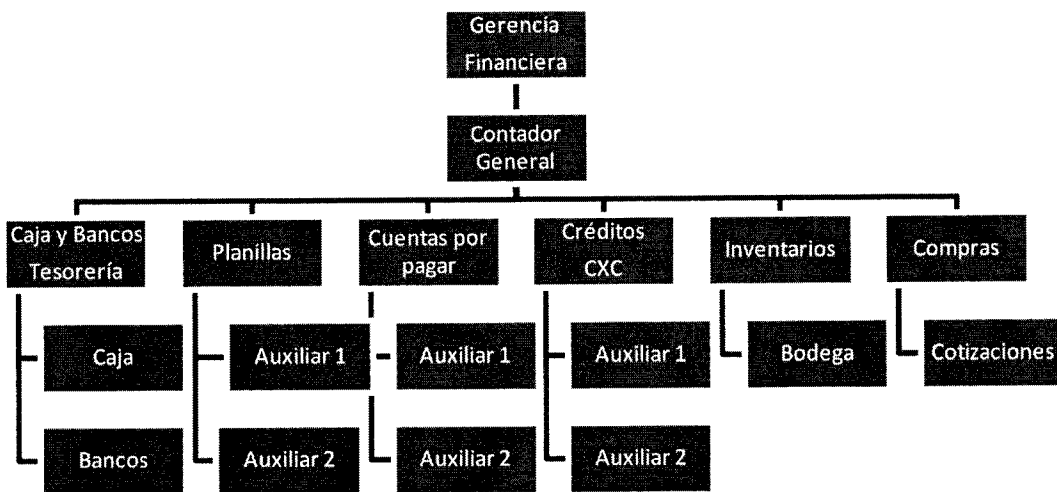 Gerencia
Financiera
Contador
General
Caja y Bancos
Tesorería
Planillas
Cuentas por
pagar
Créditos
CXC
Inventarios
Compras
Caja
Auxiliar 1
Auxiliar 1
Auxiliar 1
Bodega
Cotizaciones
Bancos
Auxiliar 2
Auxiliar 2
Auxiliar 2